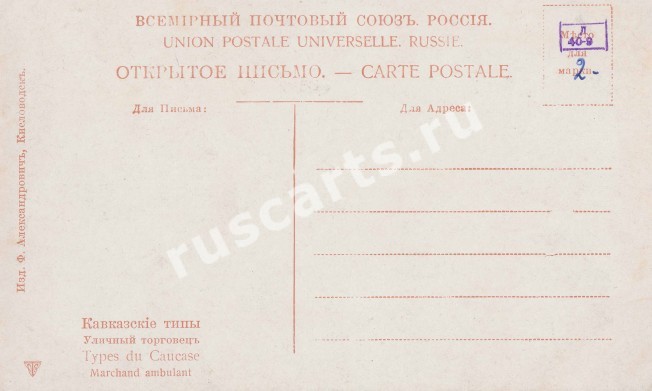 ВСЕМІРНЫЙ ПОЧТОВЫЙ СОЮЗЪ. РОССІЯ.
UNION POSTALE UNIVERSELLE. RUSSIE.
ОТКРЫТОЕ ПИСЬМО. — CARTE POSTALE.
Мѣсто
для
марки.
Л
40-9
2-
Для Письма:
Для Адреса:
Изд. Ф. Александровичъ, Кисловодскъ.
ruscarts.ru
Кавказскіе типы
Уличный торговецъ
Types du Caucase
Marchand ambulant